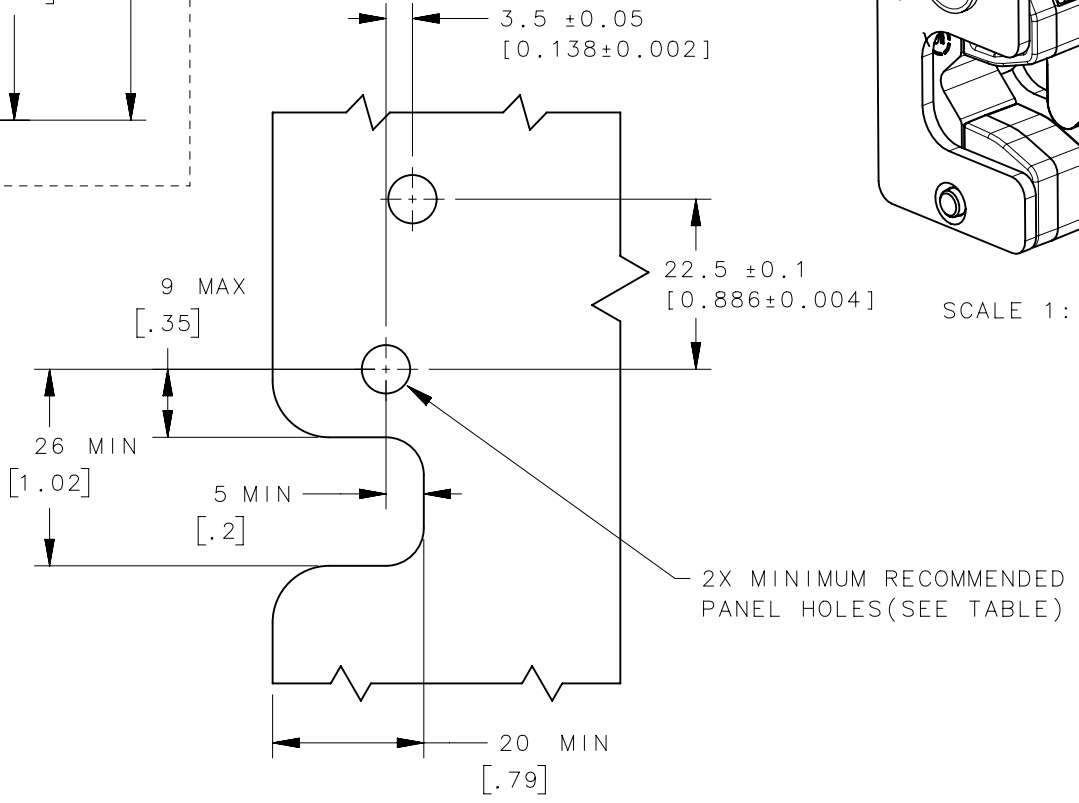 3.5 ±0.05
[0.138±0.002]
22.5 ±0.1
[0.886±0.004]
9 MAX
[.35]
SCALE 1:
26 MIN
[1.02]
5 MIN
[.2]
2X MINIMUM RECOMMENDED
PANEL HOLES(SEE TABLE)
20 MIN
[.79]